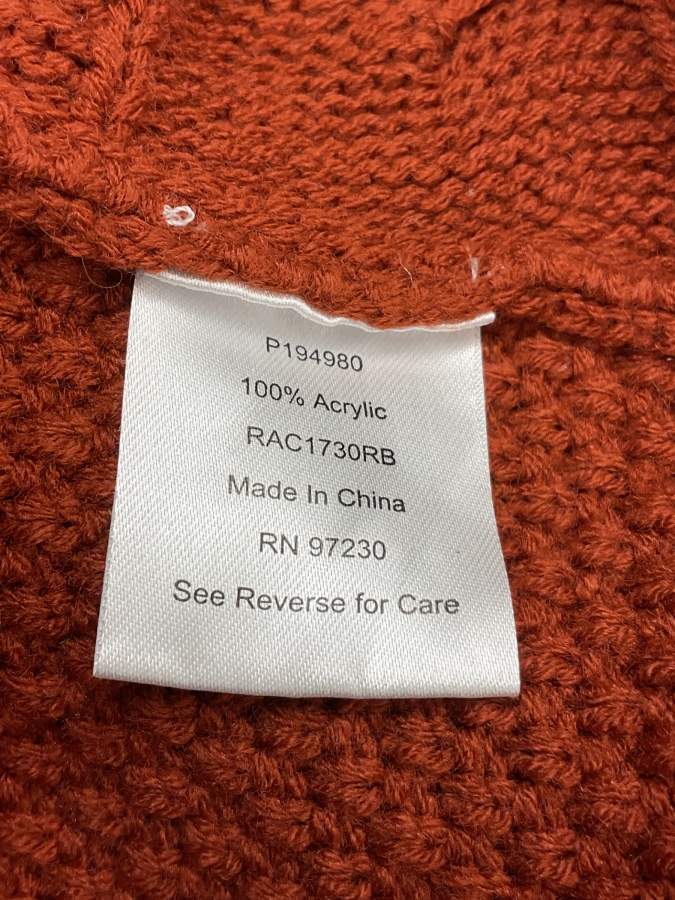 P194980
100% Acrylic
RAC1730RB
Made In China
RN 97230
See Reverse for Care